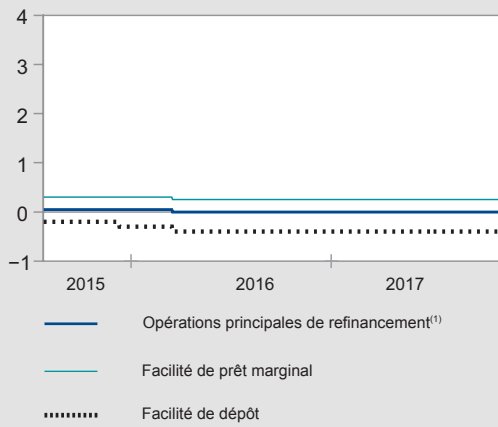 4
3
2
1
0
−1
2015 2016 2017
Opérations principales de refinancement(1)
Facilité de prêt marginal
Facilité de dépôt